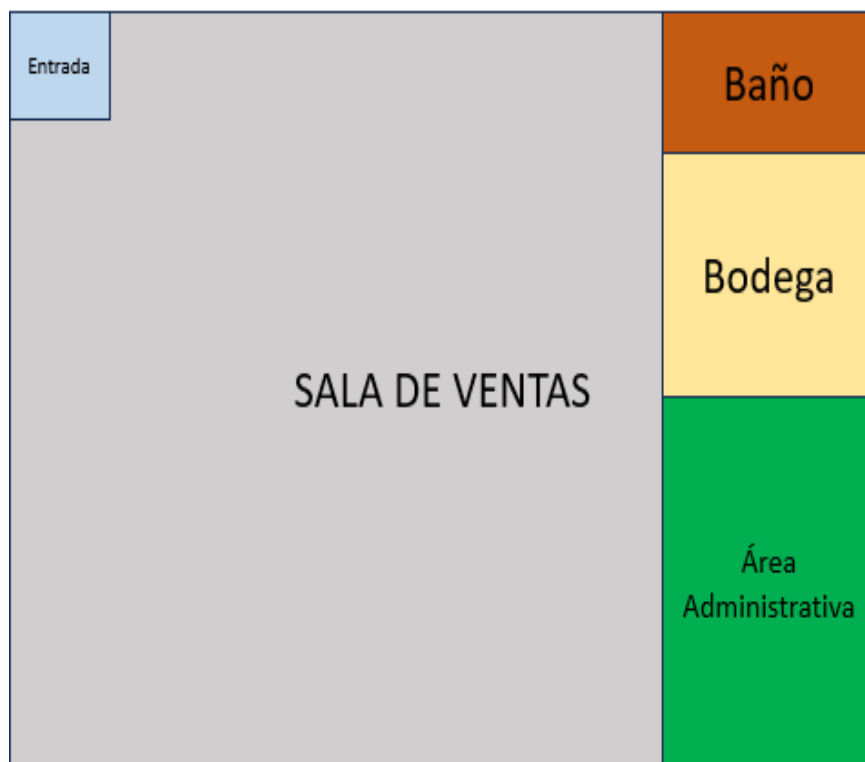 Entrada
Baño
Bodega
SALA DE VENTAS
Área
Administrativa